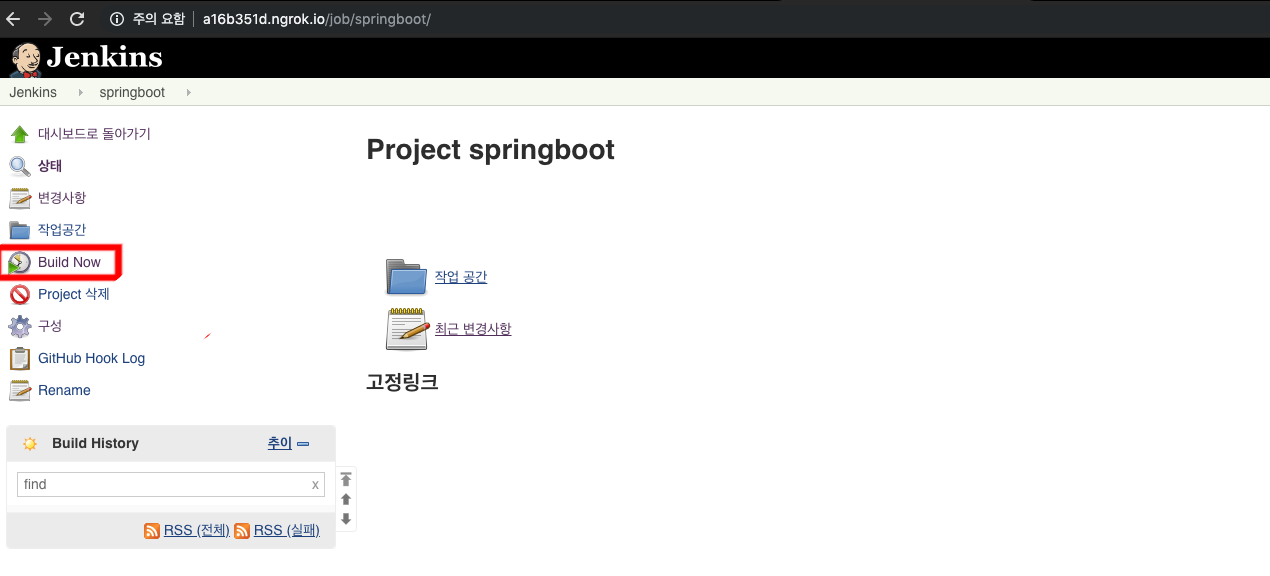 주의 요함 | a16b351d.ngrok.io/job/springboot/
Jenkins
Jenkins springboot
대시보드로 돌아가기
상태
변경사항
작업공간
Build Now
Project 삭제
구성
GitHub Hook Log
Rename
Build History 추이
find x
RSS (전체) RSS (실패)
Project springboot
작업 공간
최근 변경사항
고정링크